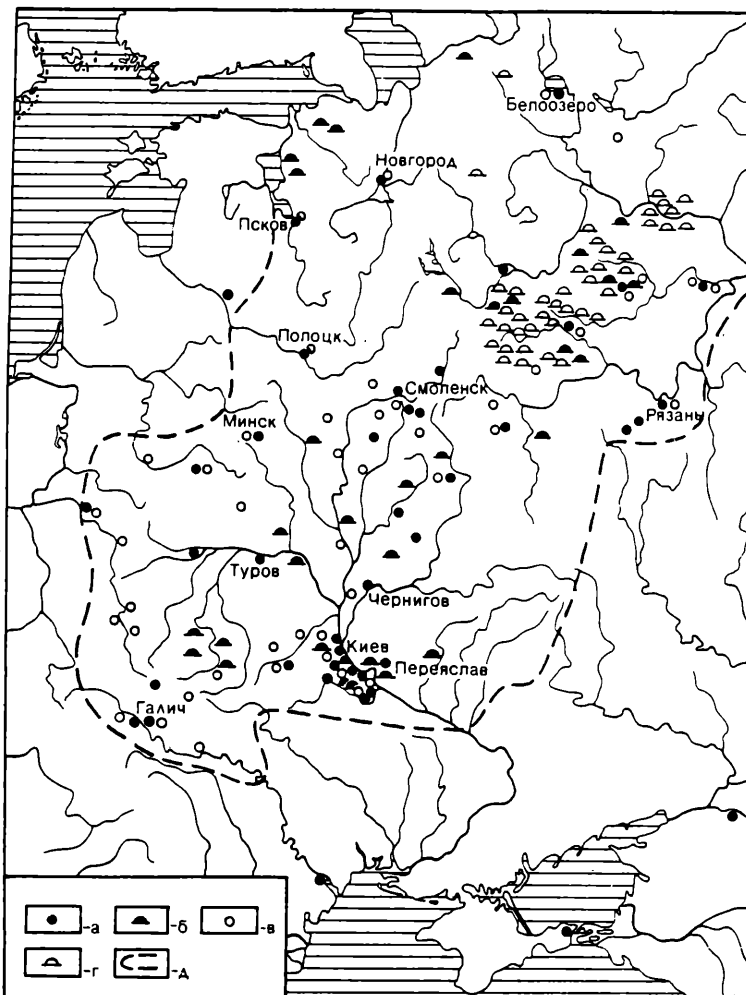 Белоозеро
Новгород
Псков
Полоцк
Смоленск
Минск
Рязань
Туров
Чернигов
Киев
Переяслав
Галич
-а -б -в
-г -д